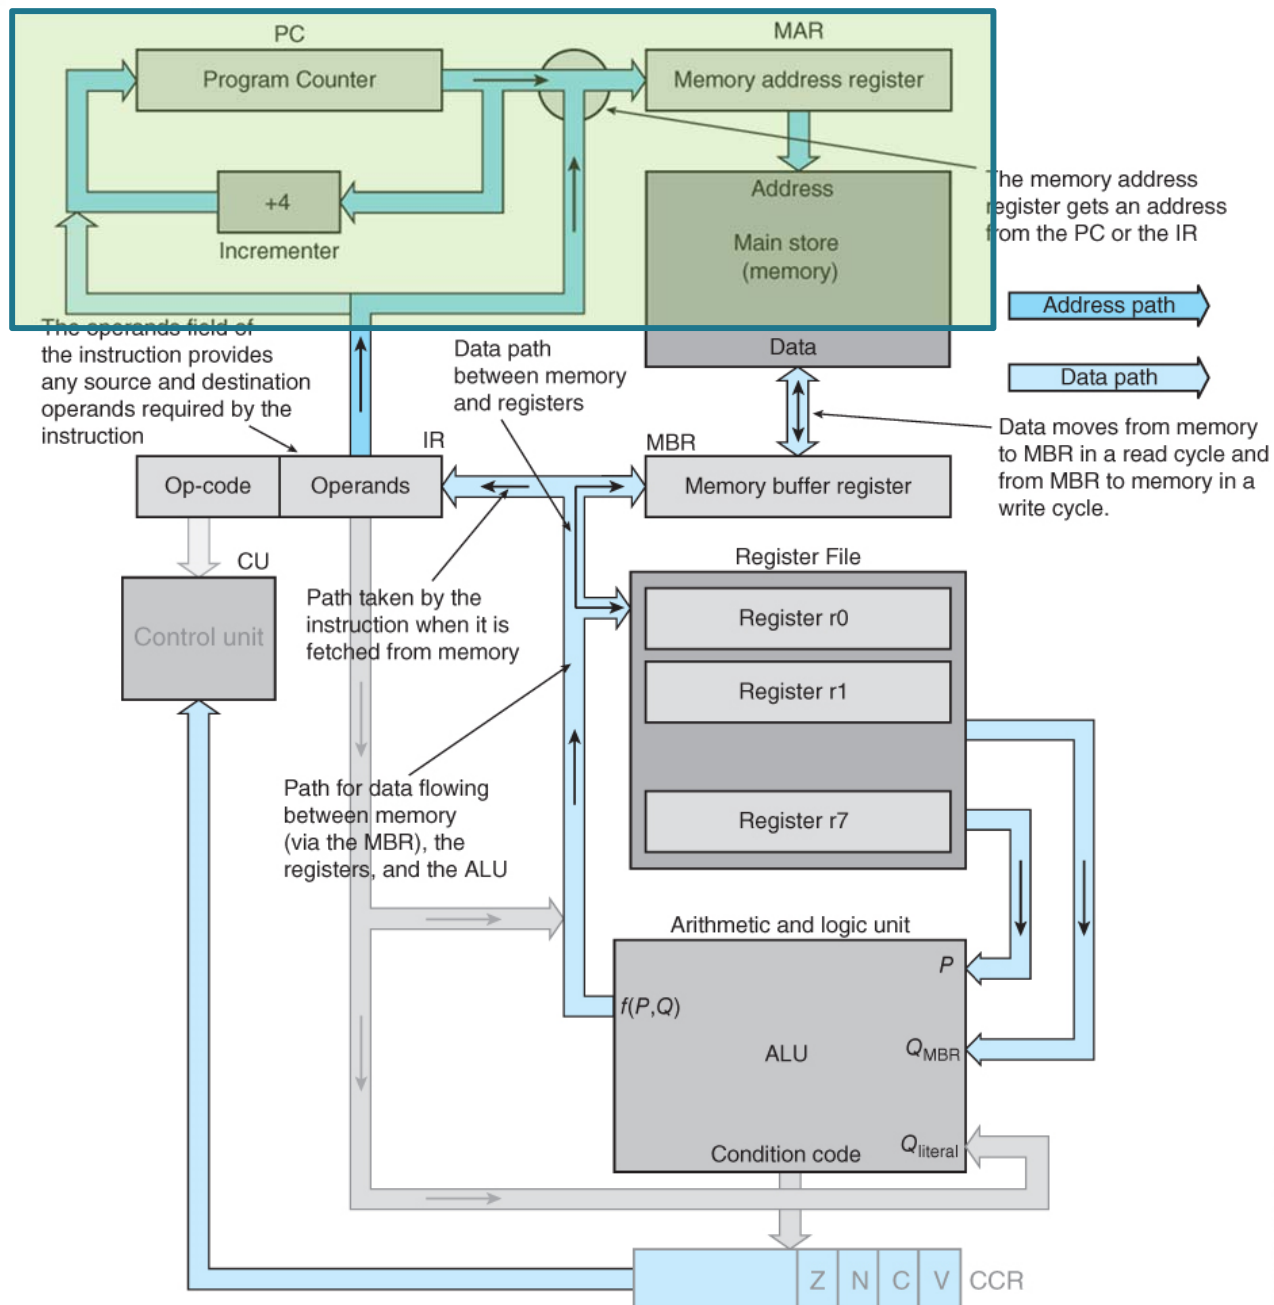 PC
MAR
Program Counter
Memory address register
+4
Incrementer
Address
Main store
(memory)
The memory address
register gets an address
from the PC or the IR
Address path
Data path
The operands field of
the instruction provides
any source and destination
operands required by the
instruction
Data path
between memory
and registers
Data
Data moves from memory
to MBR in a read cycle and
from MBR to memory in a
write cycle.
IR
MBR
Op-code
Operands
Memory buffer register
CU
Control unit
Path taken by the
instruction when it is
fetched from memory
Register File
Register r0
Register r1
Register r7
Path for data flowing
between memory
(via the MBR), the
registers, and the ALU
Arithmetic and logic unit
P
f(P,Q)
ALU
QMBR
Qliteral
Condition code
Z N C V CCR